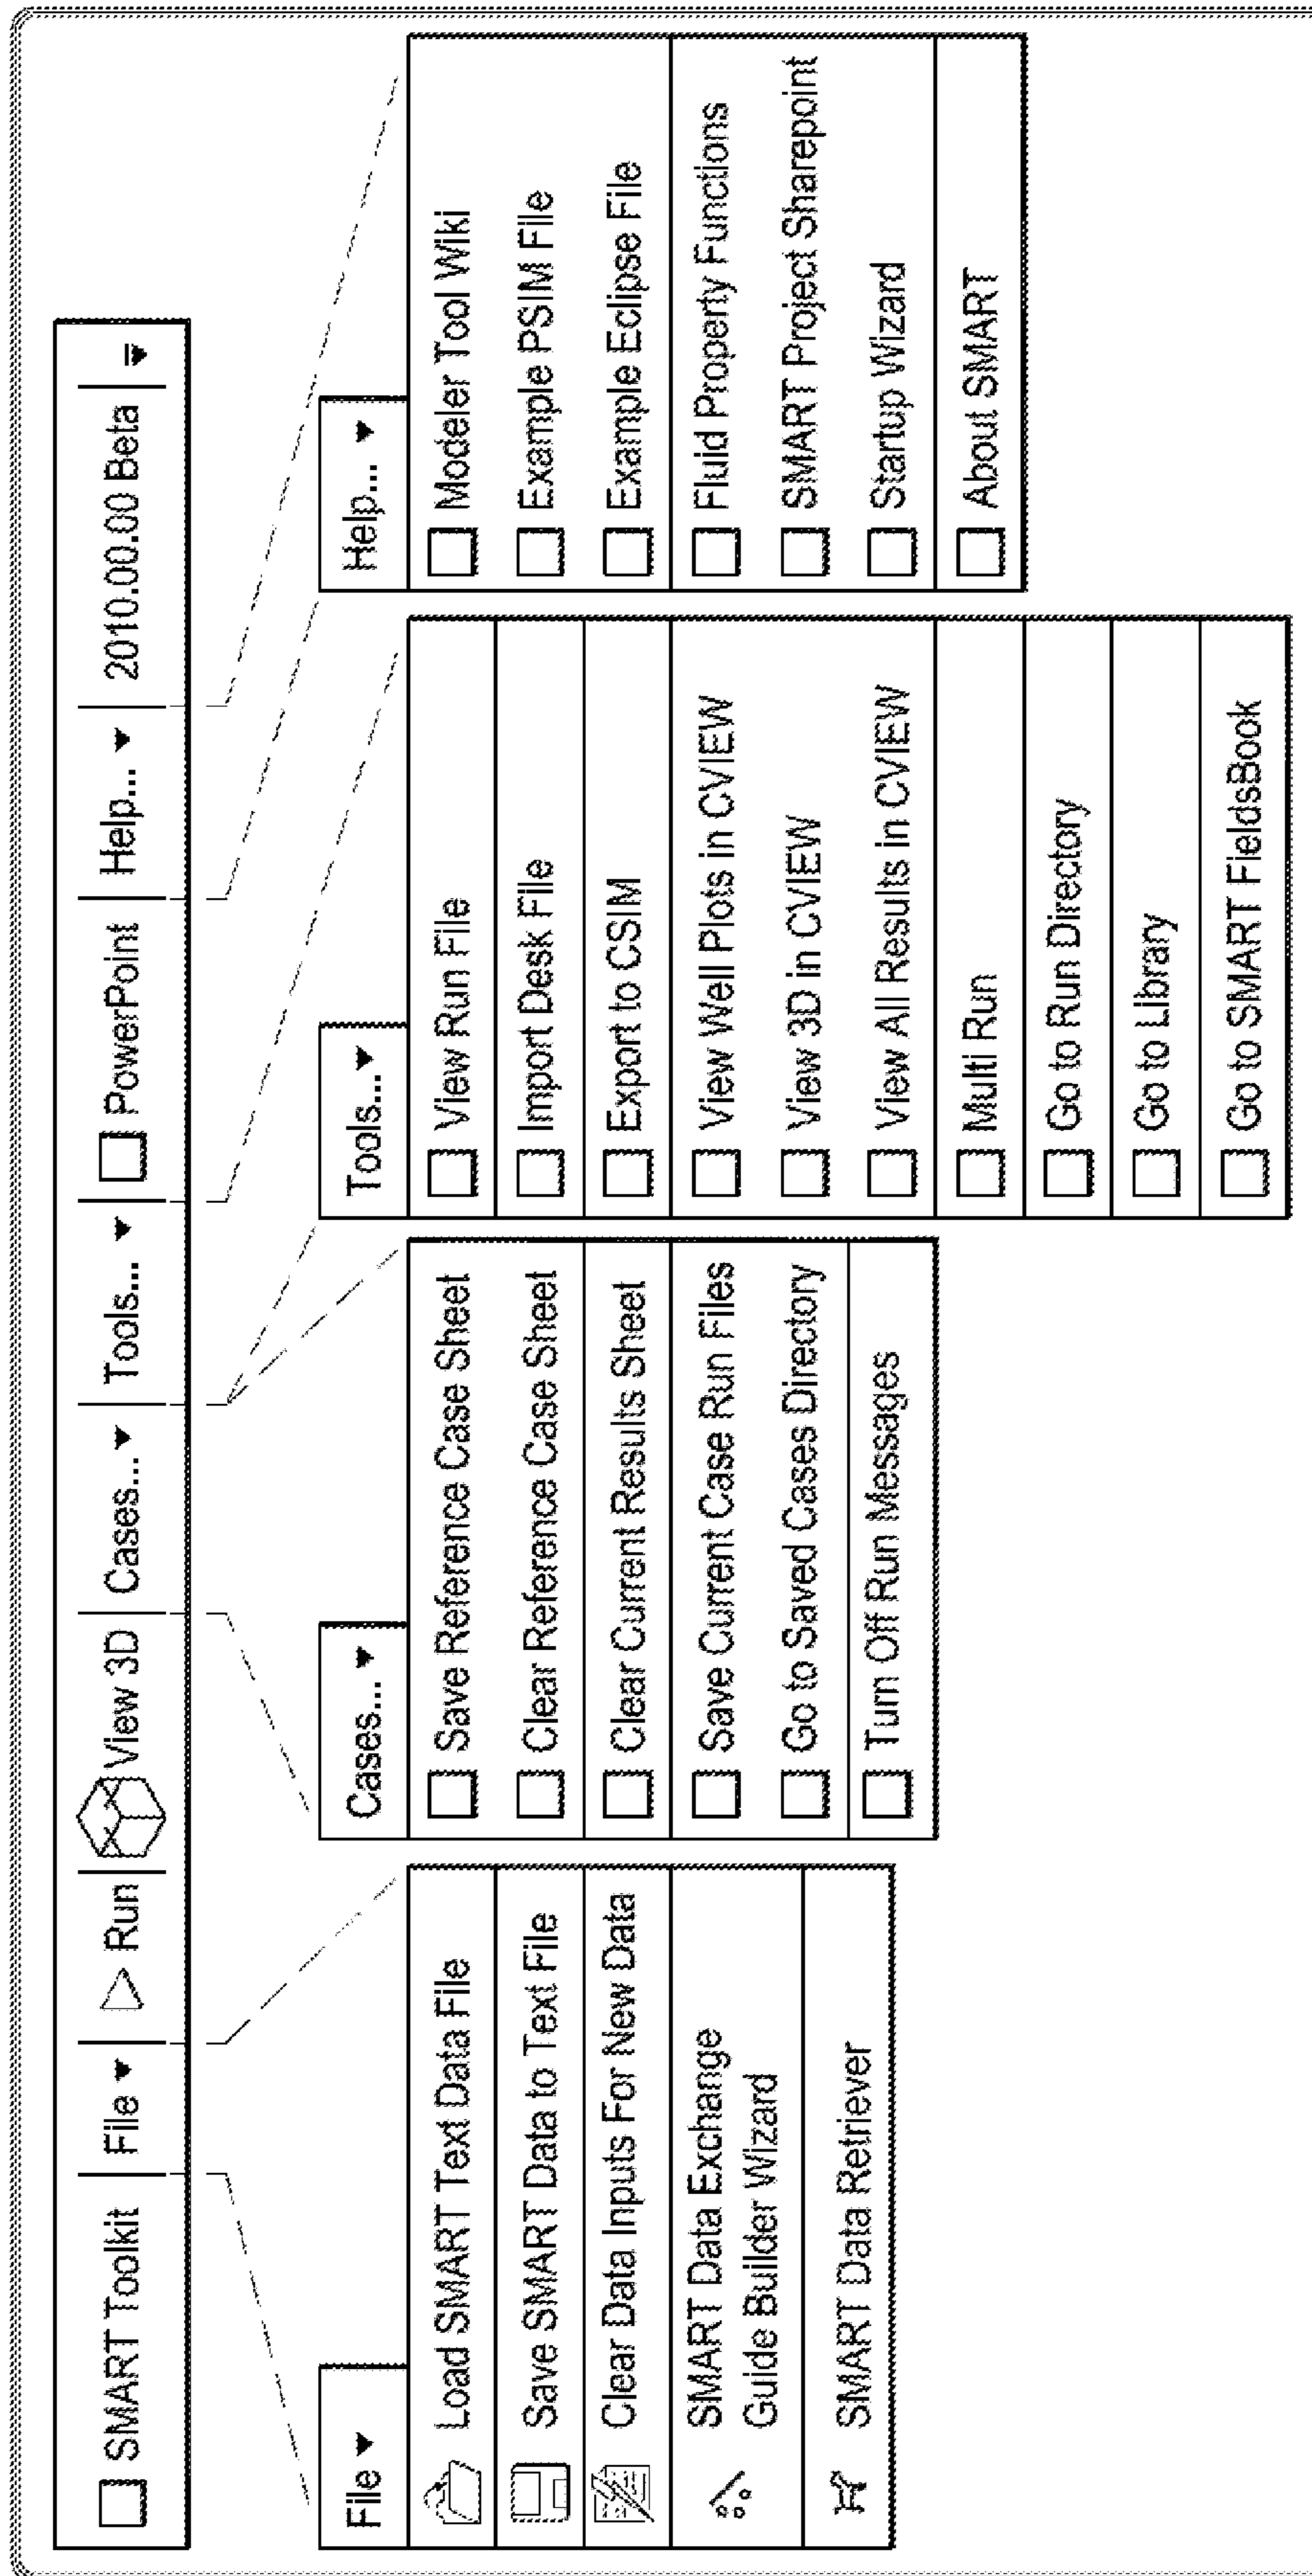 SMART Toolkit File Run View 3D Cases... Tools... PowerPoint Help... 2010.00.00 Beta
File
Load SMART Text Data File
Save SMART Data to Text File
Clear Data Inputs For New Data
SMART Data Exchange
Guide Builder Wizard
SMART Data Retriever
Cases...
Save Reference Case Sheet
Clear Reference Case Sheet
Clear Current Results Sheet
Save Current Case Run Files
Go to Saved Cases Directory
Turn Off Run Messages
Tools...
View Run File
Import Desk File
Export to CSIM
View Well Plots in CVIEW
View 3D in CVIEW
View All Results in CVIEW
Multi Run
Go to Run Directory
Go to Library
Go to SMART FieldsBook
Help...
Modeler Tool Wiki
Example PSIM File
Example Eclipse File
Fluid Property Functions
SMART Project Sharepoint
Startup Wizard
About SMART